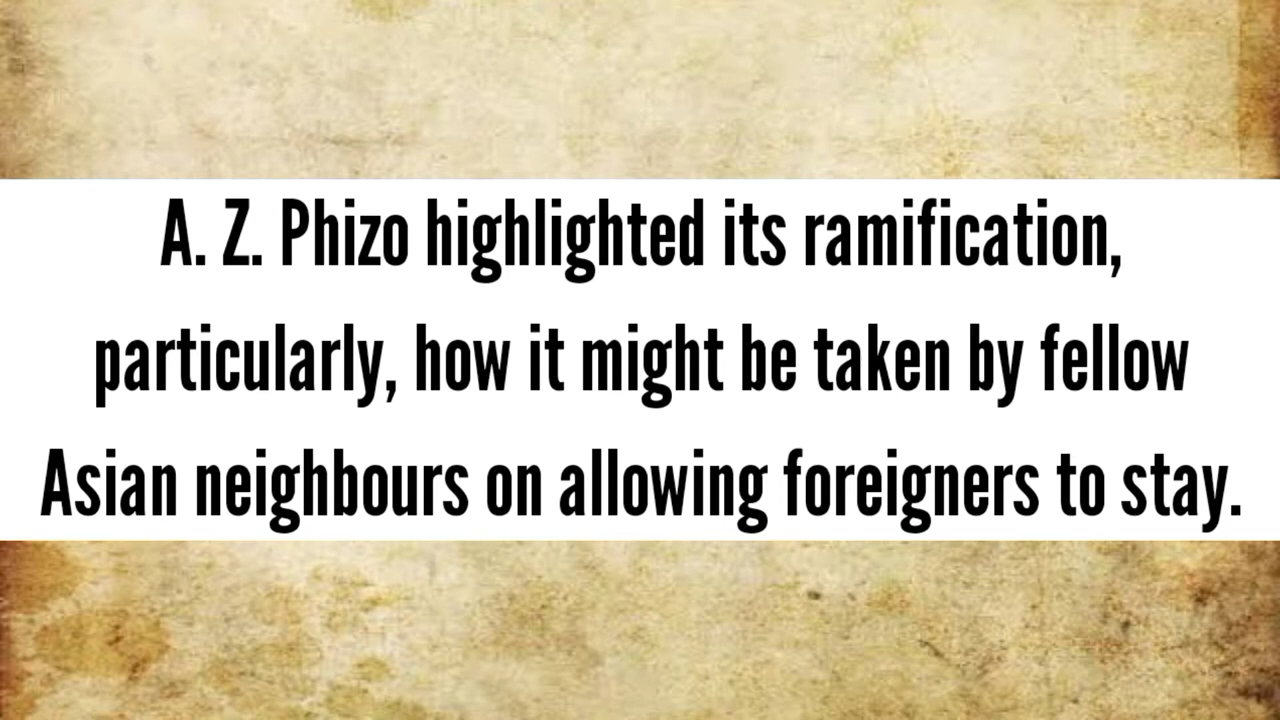 A. Z. Phizo highlighted its ramification,
particularly, how it might be taken by fellow
Asian neighbours on allowing foreigners to stay.